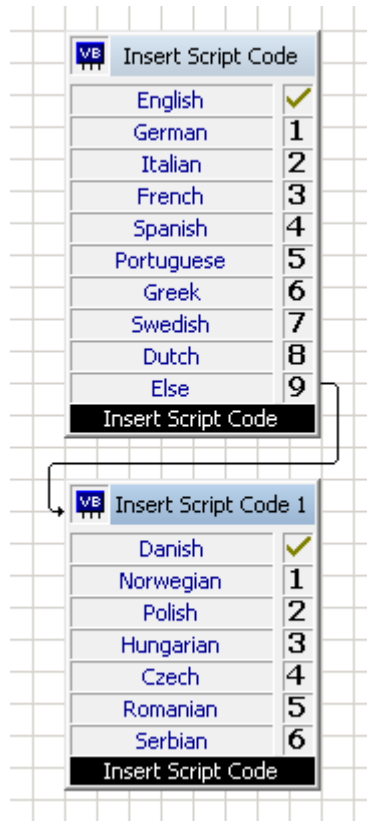 VB Insert Script Code
English
German 1
Italian 2
French 3
Spanish 4
Portuguese 5
Greek 6
Swedish 7
Dutch 8
Else 9
Insert Script Code
VB Insert Script Code 1
Danish
Norwegian 1
Polish 2
Hungarian 3
Czech 4
Romanian 5
Serbian 6
Insert Script Code